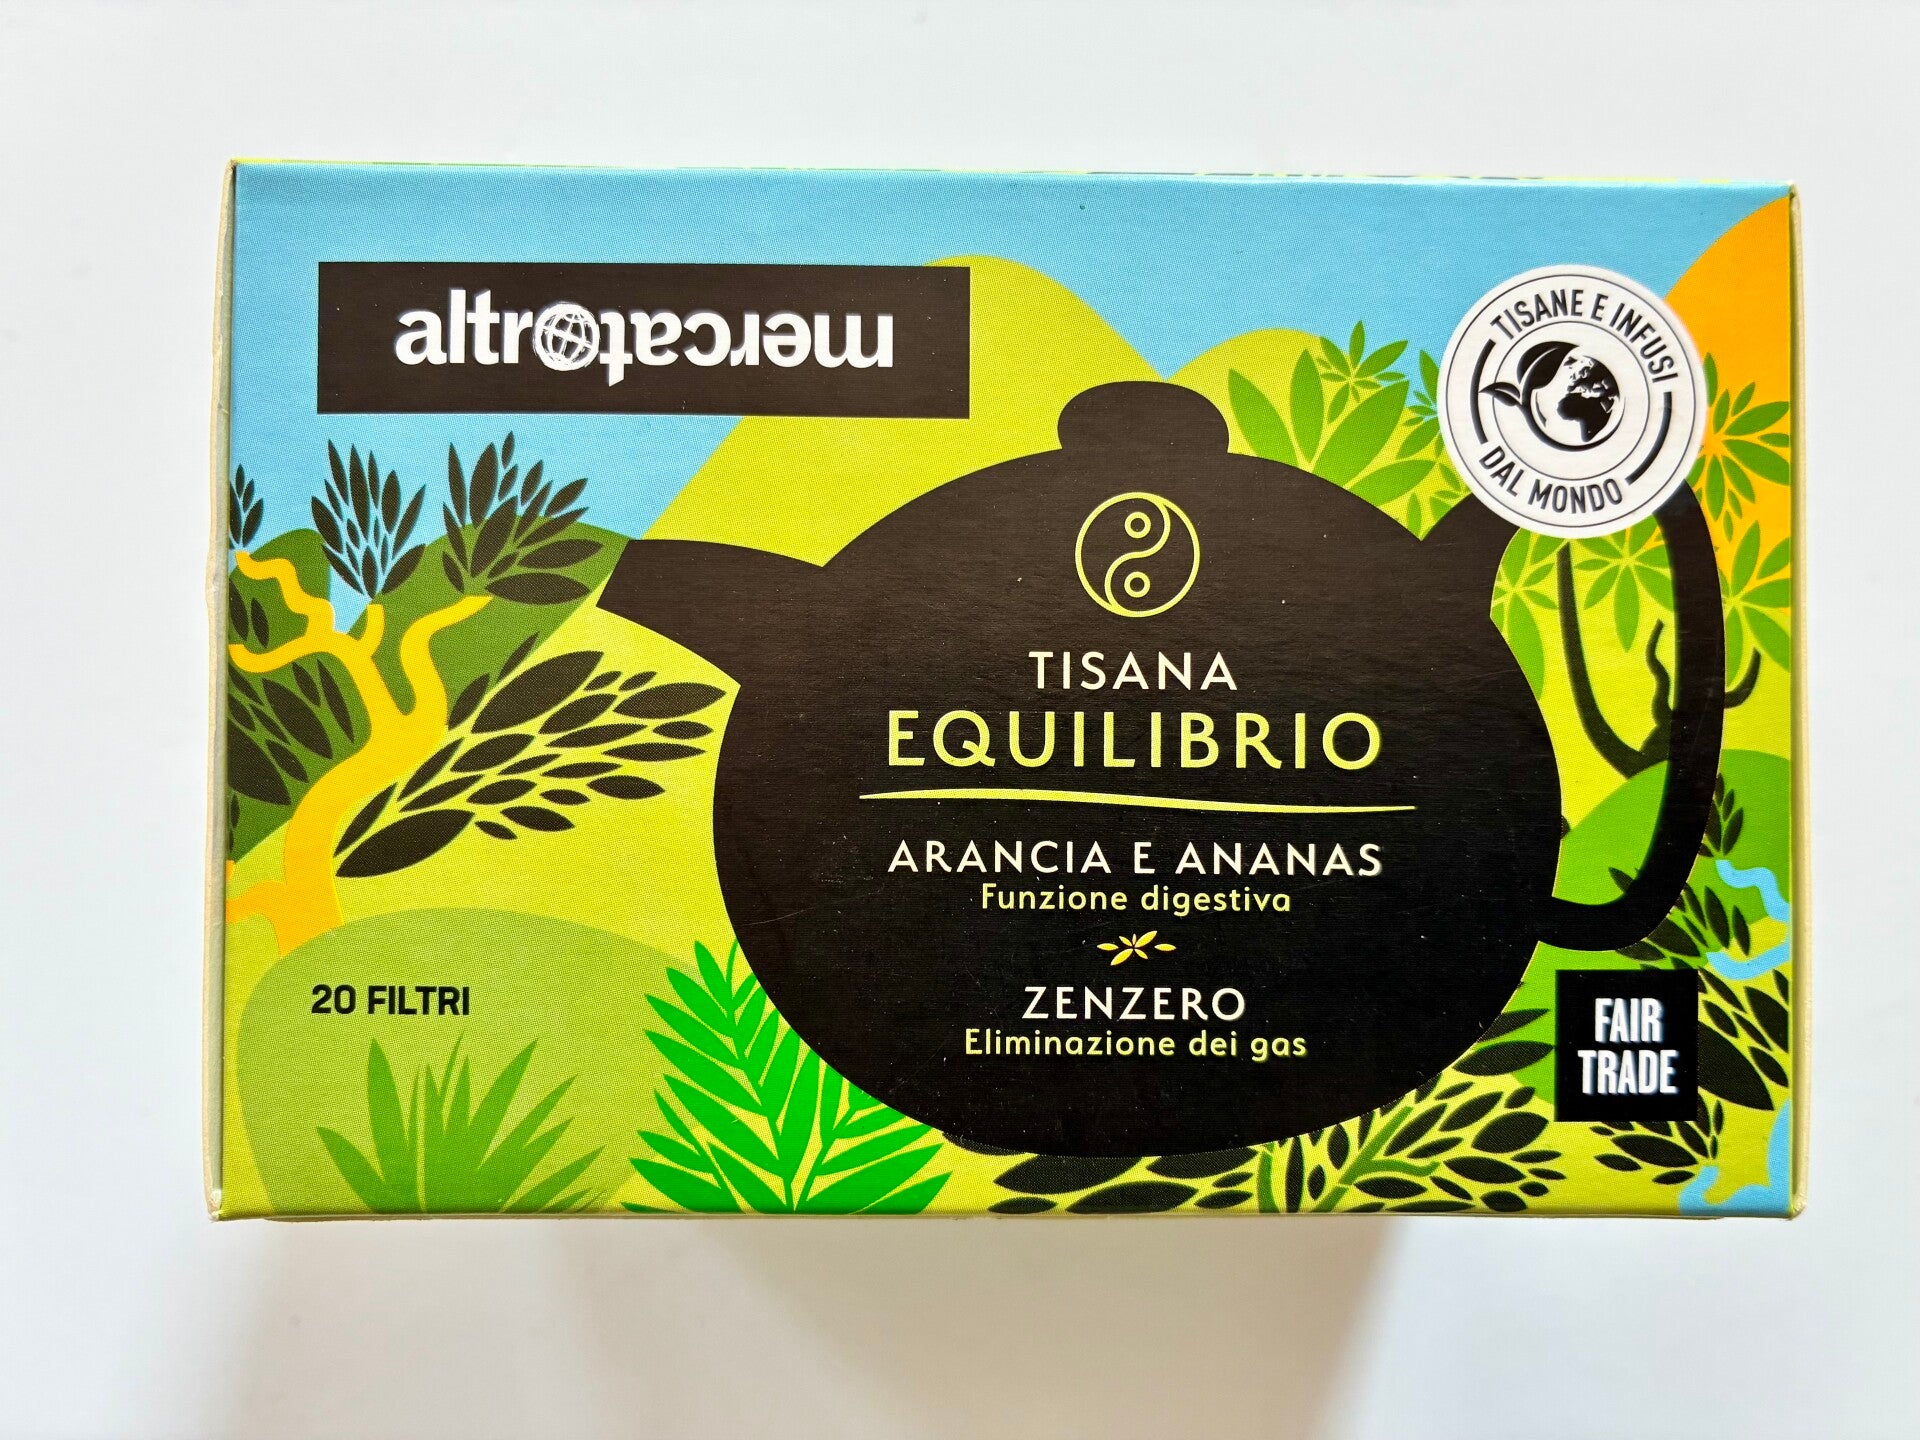 altromercato
TISANE E INFUSI
DAL MONDO
TISANA
EQUILIBRIO
ARANCIA E ANANAS
Funzione digestiva
ZENZERO
Eliminazione dei gas
20 FILTRI
FAIR
TRADE